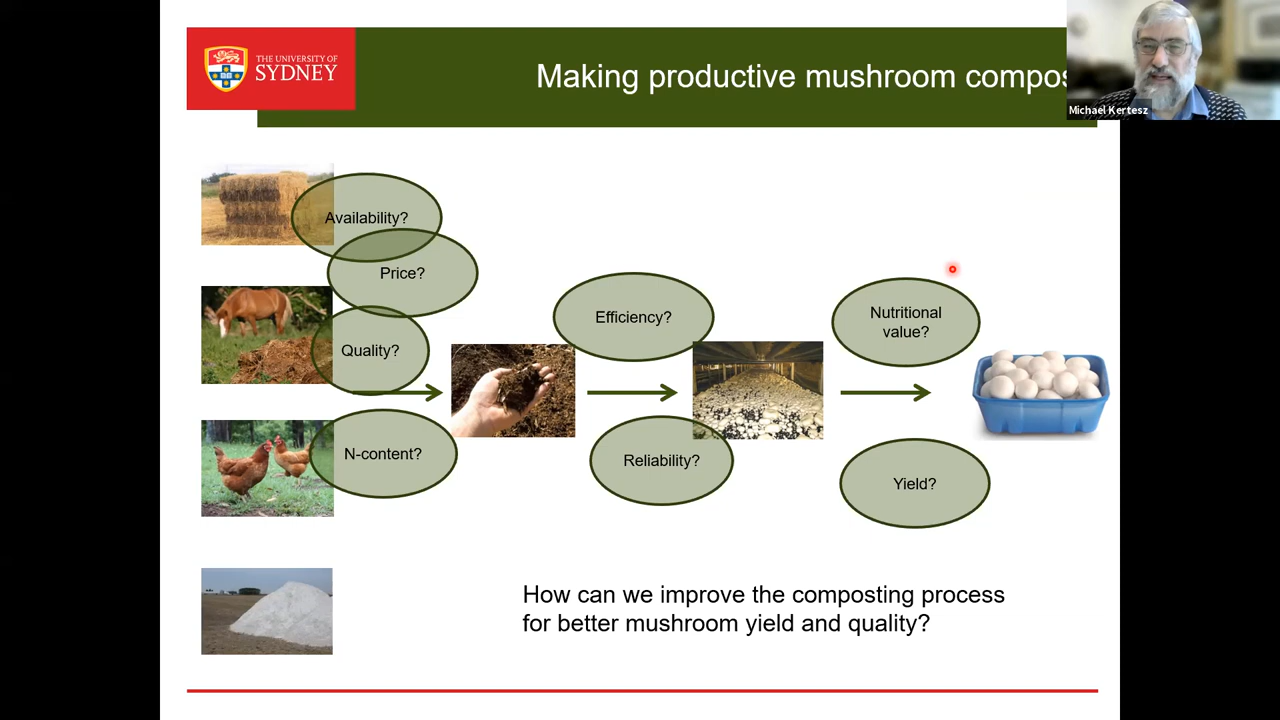 THE UNIVERSITY OF
SYDNEY
Making productive mushroom compos
Michael Kertesz
Availability?
Price?
Quality?
N-content?
Efficiency?
Reliability?
Nutritional
value?
Yield?
How can we improve the composting process
for better mushroom yield and quality?